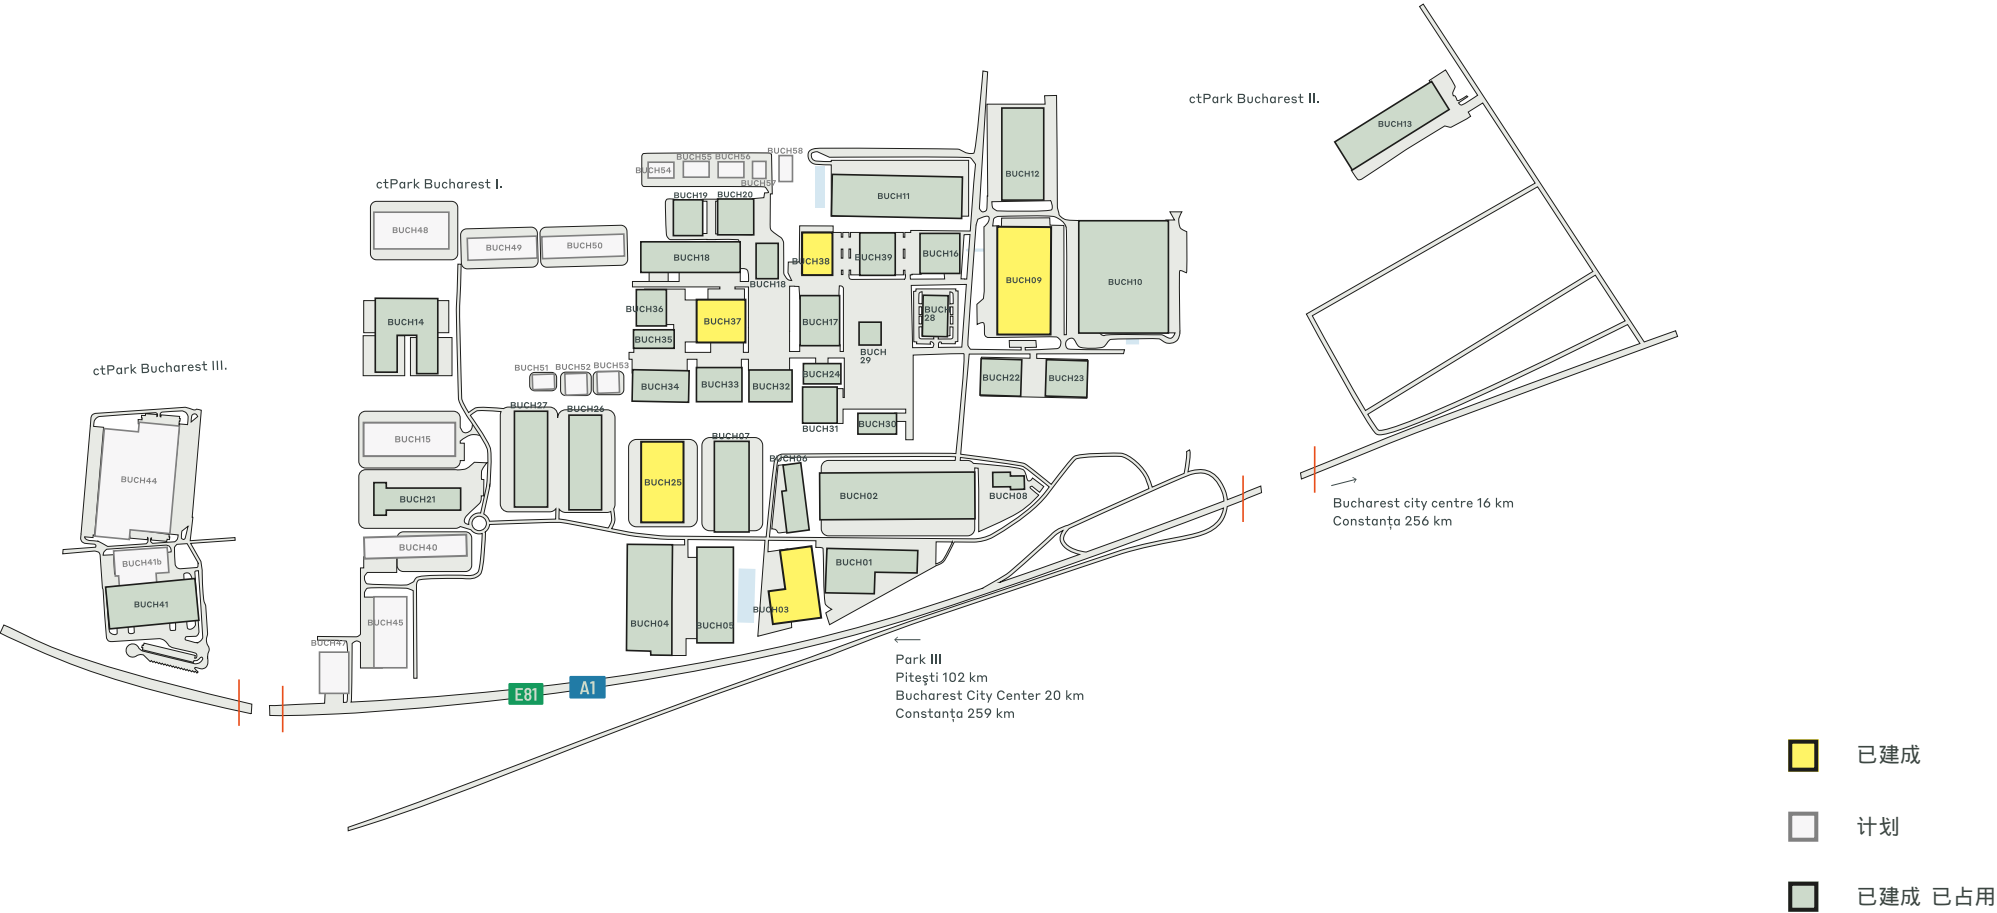 ctPark Bucharest II.
BUCH13
BUCH12
BUCH58
BUCH55
BUCH56
BUCH54
BUCH57
ctPark Bucharest I.
BUCH19
BUCH20
BUCH11
BUCH48
BUCH49
BUCH50
BUCH18
BUCH38
BUCH39
BUCH16
BUCH18
BUCH09
BUCH10
BUCH36
BUCH14
BUCH37
BUCH17
BUCH
28
BUCH35
BUCH
29
ctPark Bucharest III.
BUCH51
BUCH52
BUCH53
BUCH34
BUCH33
BUCH32
BUCH24
BUCH22
BUCH23
BUCH27
BUCH26
BUCH31
BUCH30
BUCH15
BUCH07
BUCH06
BUCH44
BUCH21
BUCH25
BUCH02
BUCH08
Bucharest city centre 16 km
Constanța 256 km
BUCH40
BUCH41b
BUCH01
BUCH41
BUCH03
BUCH45
BUCH04
BUCH05
BUCH47
Park III
Pitești 102 km
Bucharest City Center 20 km
Constanța 259 km
E81
A1
已建成
计划
已建成 已占用